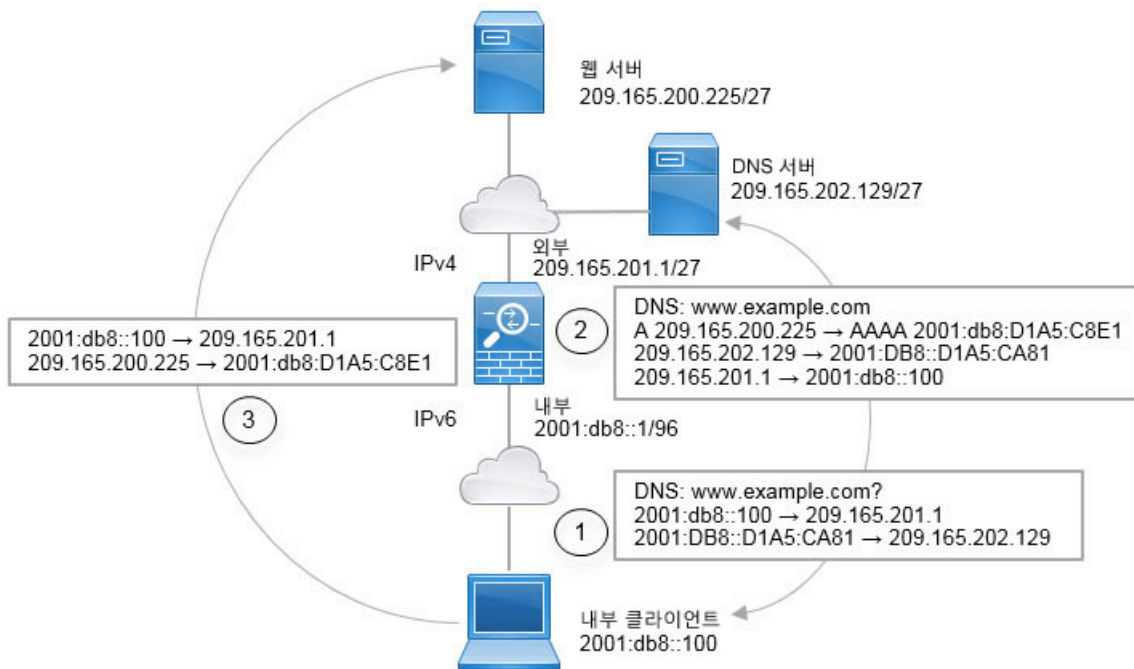 웹 서버
209.165.200.225/27
DNS 서버
209.165.202.129/27
IPv4
외부
209.165.201.1/27
2
DNS: www.example.com
A 209.165.200.225 → AAAA 2001:db8:D1A5:C8E1
209.165.202.129 → 2001:DB8::D1A5:CA81
209.165.201.1 → 2001:db8::100
2001:db8::100 → 209.165.201.1
209.165.200.225 → 2001:db8:D1A5:C8E1
3
IPv6
내부
2001:db8::1/96
1
DNS: www.example.com?
2001:db8::100 → 209.165.201.1
2001:DB8::D1A5:CA81 → 209.165.202.129
내부 클라이언트
2001:db8::100